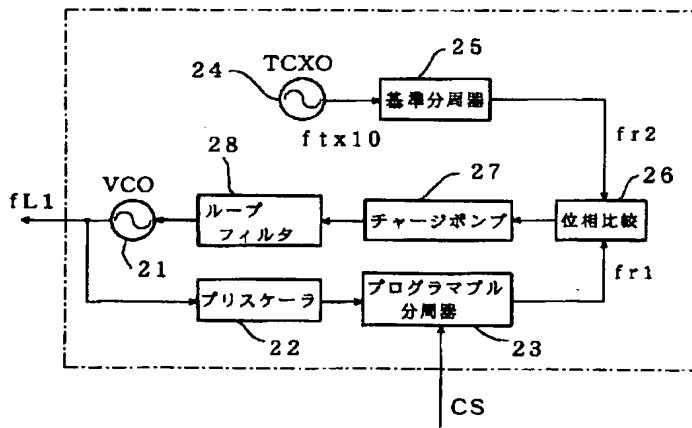 TCXO
24
25
基準分周器
ftx10
fr2
28
27
26
VCO
fL1
ループ
フィルタ
チャージポンプ
位相比較
21
fr1
プリスケーラ
プログラマブル
分周器
22
23
CS